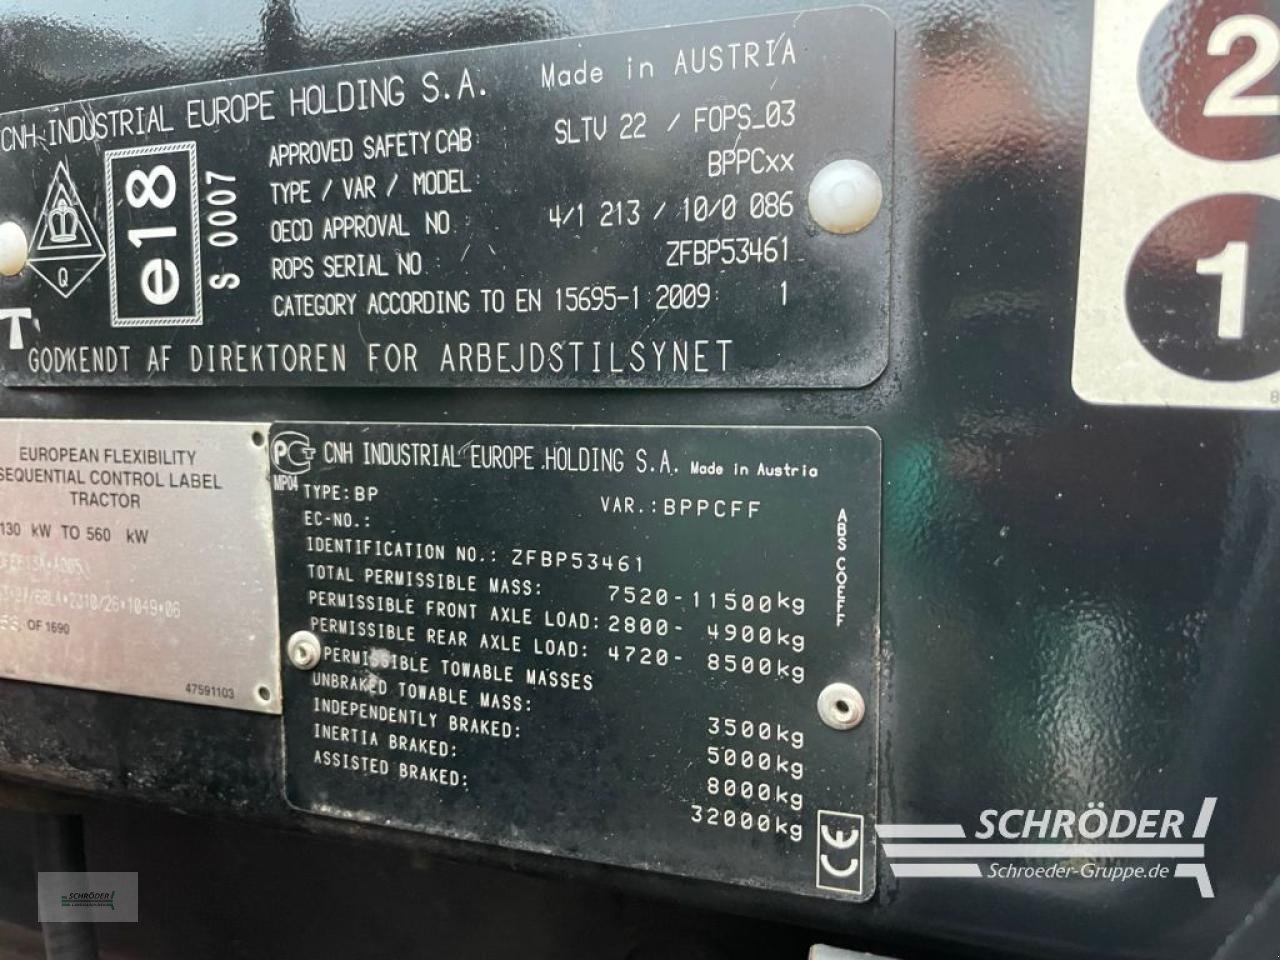 CNH INDUSTRIAL EUROPE HOLDING S.A. Made in AUSTRIA
APPROVED SAFETY CAB SLTV 22 / FOPS_03
TYPE / VAR / MODEL BPPCxx
OECD APPROVAL NO 4/1 213 / 10/0 086
ROPS SERIAL NO ZFBP53461
CATEGORY ACCORDING TO EN 15695-1 2009: 1
Q
e18
S 0007
GODKENDT AF DIREKTOREN FOR ARBEJDSTILSYNET
2
1
EUROPEAN FLEXIBILITY
SEQUENTIAL CONTROL LABEL
TRACTOR
130 kW TO 560 kW
OF 1690
47591103
MP04
CNH INDUSTRIAL EUROPE HOLDING S.A. Made in Austria
TYPE: BP VAR.: BPPCFF
EC-NO.:
IDENTIFICATION NO.: ZFBP53461
TOTAL PERMISSIBLE MASS: 7520-11500kg
PERMISSIBLE FRONT AXLE LOAD: 2800- 4900kg
PERMISSIBLE REAR AXLE LOAD: 4720- 8500kg
PERMISSIBLE TOWABLE MASSES
UNBRAKED TOWABLE MASS: 3500kg
INDEPENDENTLY BRAKED: 5000kg
INERTIA BRAKED: 8000kg
ASSISTED BRAKED: 32000kg
ABS COEFF
CE
SCHRÖDER
Schroeder-Gruppe.de
SCHRÖDER